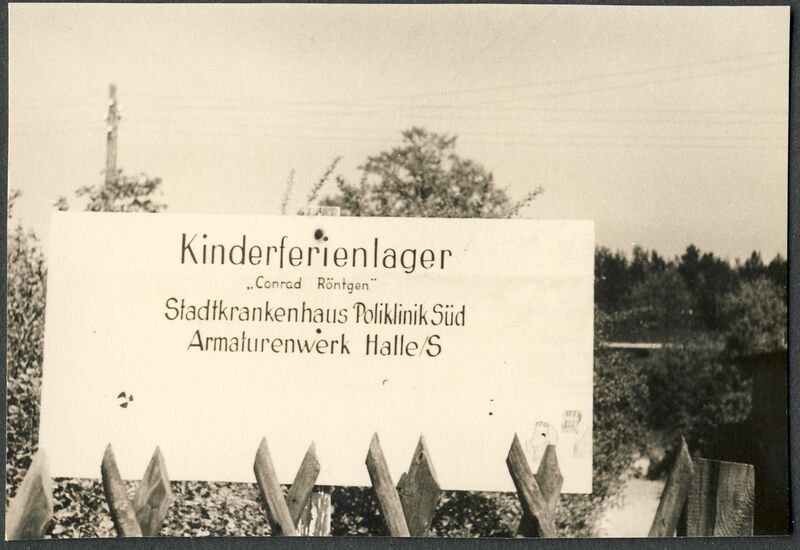 Kinderferienlager
„Conrad Röntgen"
Stadtkrankenhaus Poliklinik Süd
Armaturenwerk Halle/S